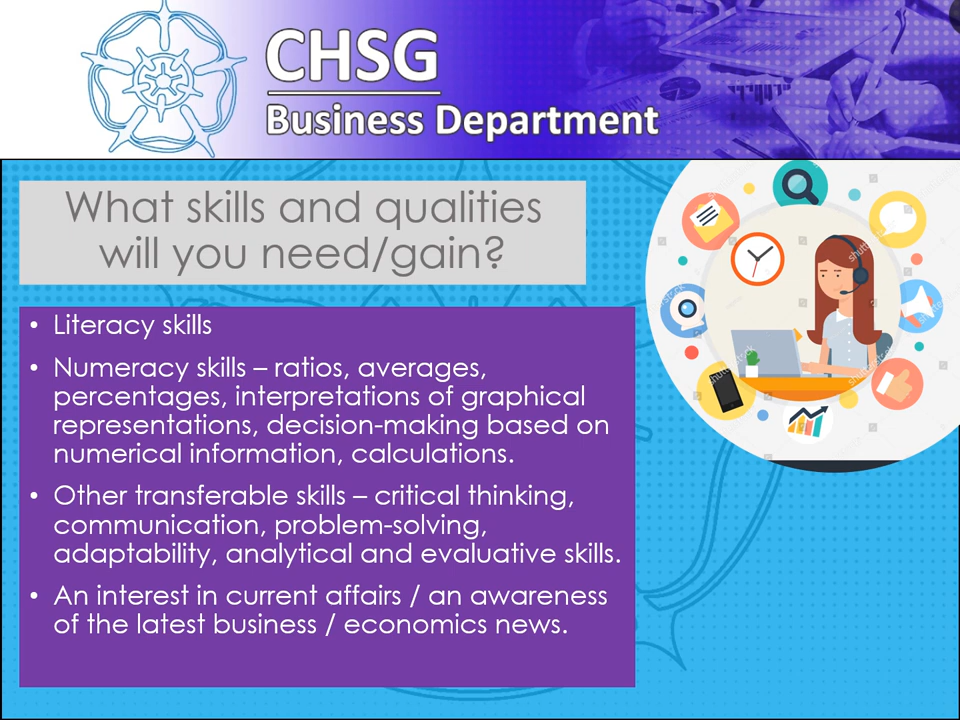 CHSG
Business Department
What skills and qualities
will you need/gain?
• Literacy skills
• Numeracy skills – ratios, averages,
percentages, interpretations of graphical
representations, decision-making based on
numerical information, calculations.
• Other transferable skills – critical thinking,
communication, problem-solving,
adaptability, analytical and evaluative skills.
• An interest in current affairs / an awareness
of the latest business / economics news.